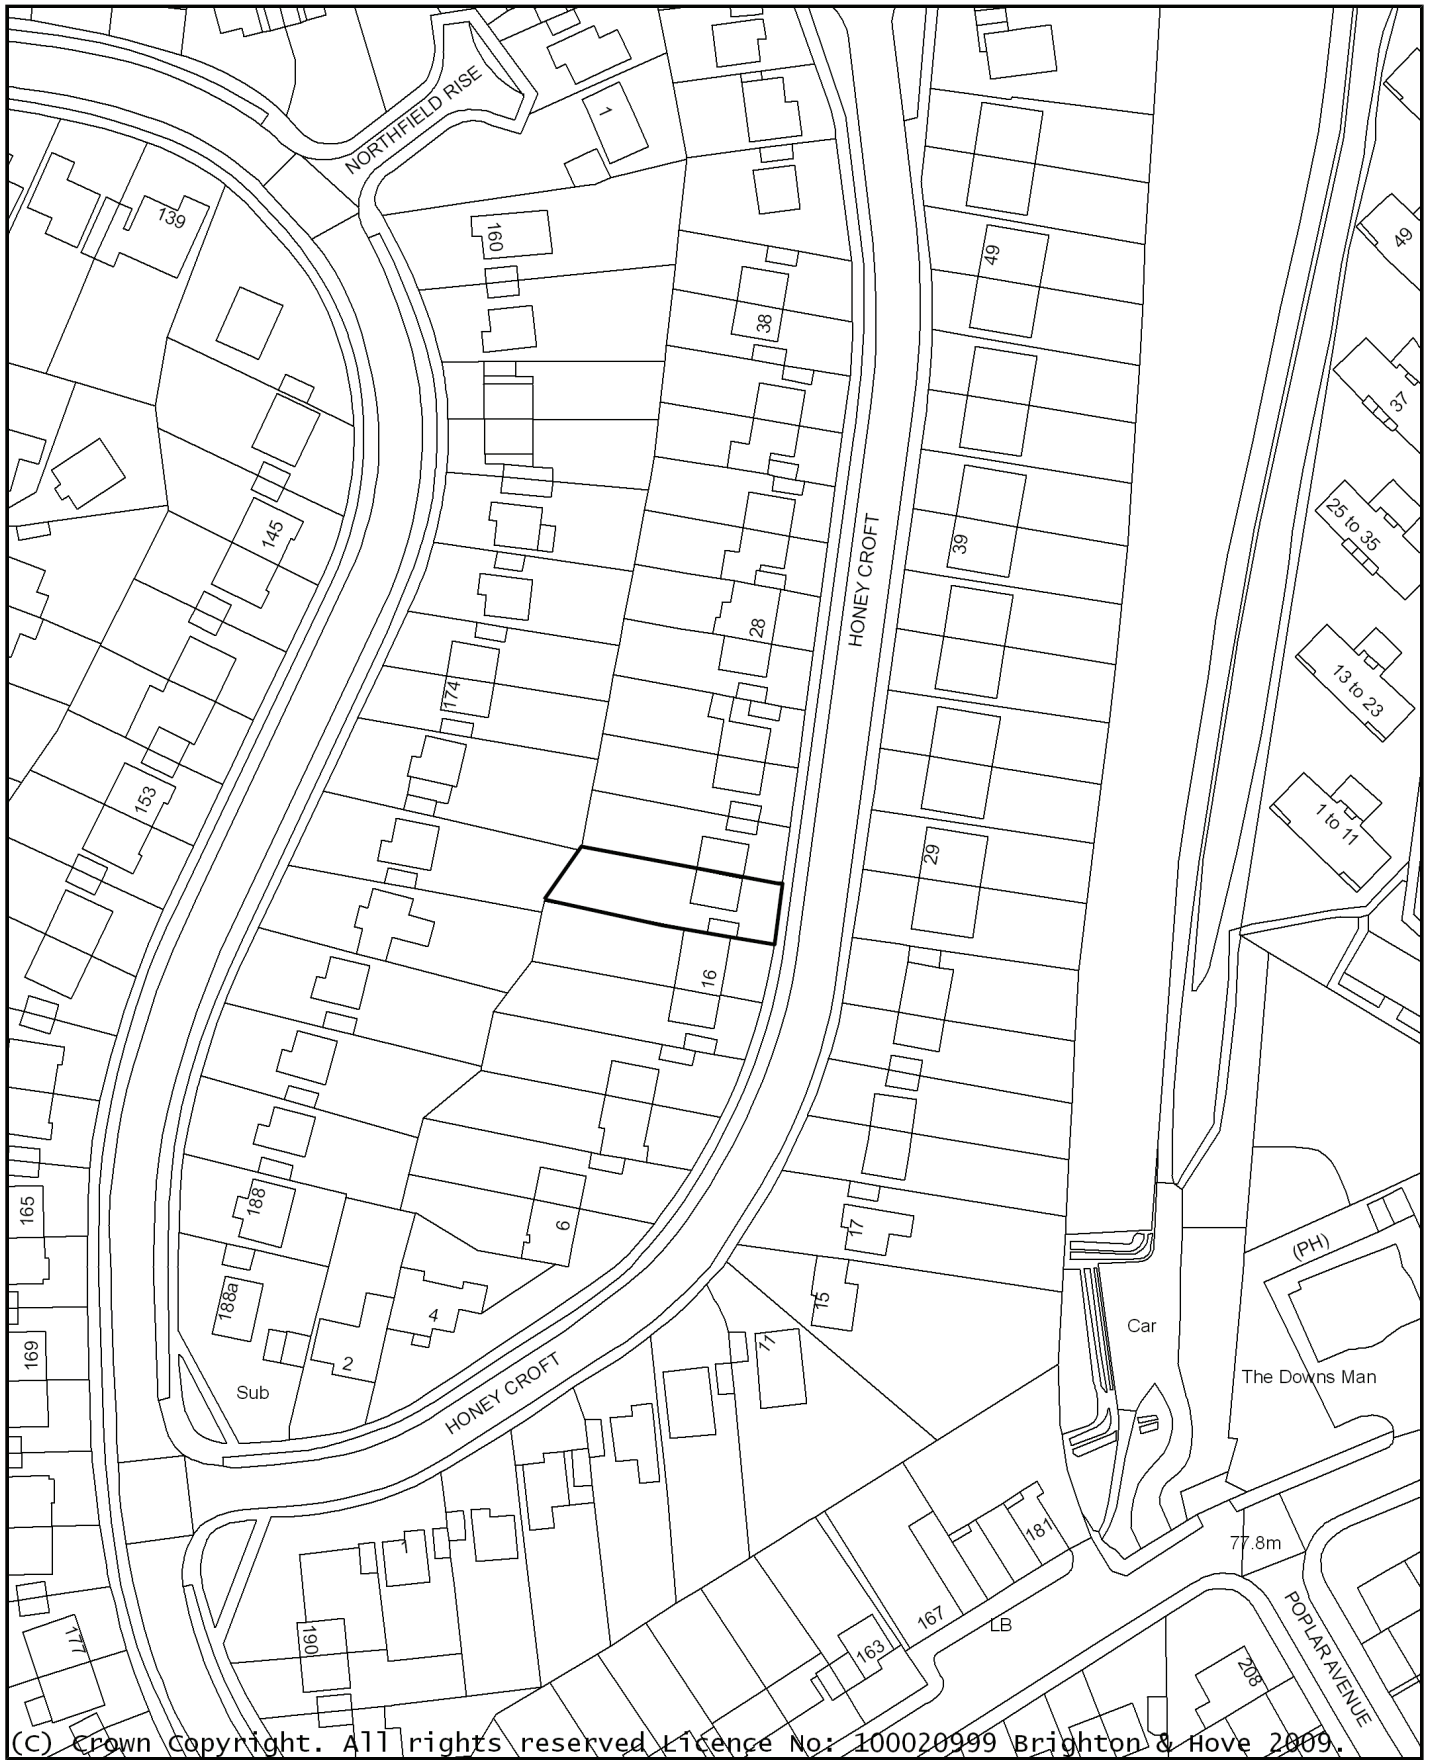 NORTHFIELD RISE
1
139
160
49
49
38
37
145
39
25 to 35
HONEY CROFT
28
13 to 23
174
153
1 to 11
29
16
188
165
6
17
(PH)
188a
15
4
Car
11
169
2
The Downs Man
Sub
HONEY CROFT
181
1
77.8m
167
LB
POPLAR AVENUE
177
190
163
208
(C) Crown Copyright. All rights reserved Licence No: 100020999 Brighton & Hove 2009.